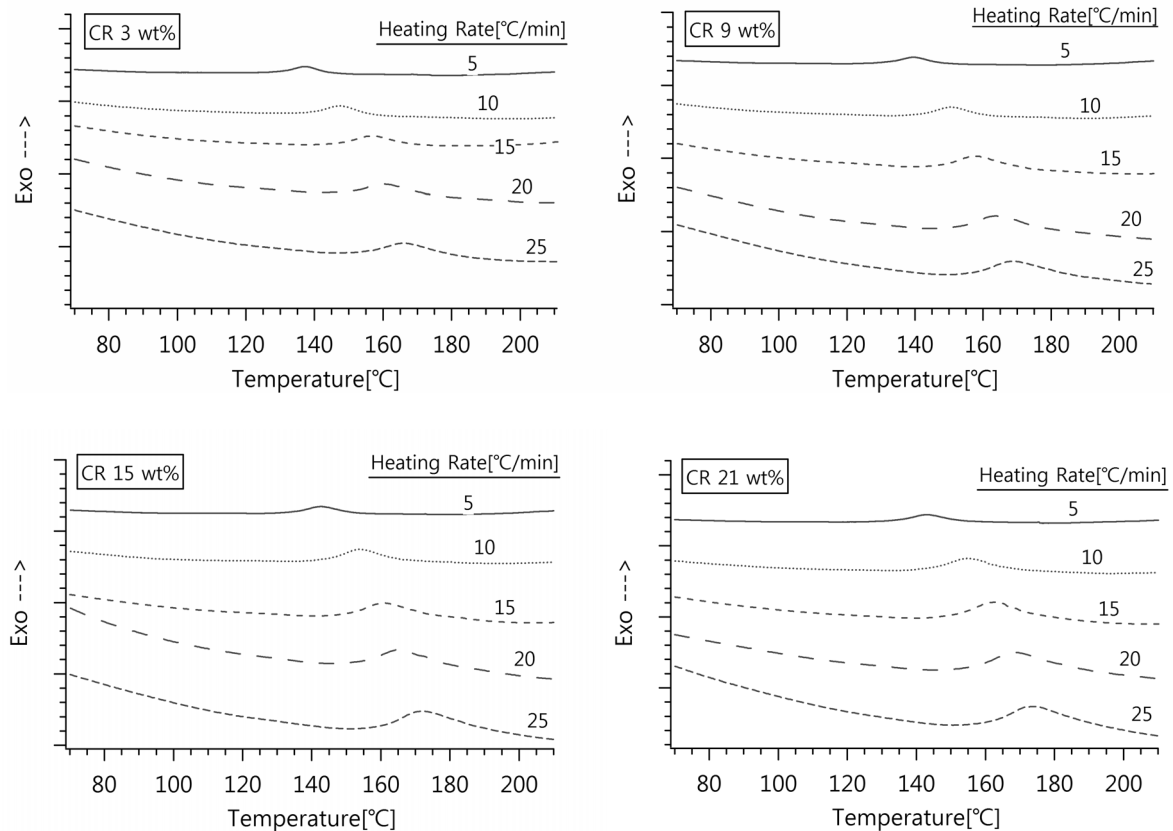 CR 3 wt%
Heating Rate[℃/min]
5
10
15
20
25
Exo ---->
80 100 120 140 160 180 200
Temperature[℃]
CR 9 wt%
Heating Rate[℃/min]
5
10
15
20
25
Exo ---->
80 100 120 140 160 180 200
Temperature[℃]
CR 15 wt%
Heating Rate[℃/min]
5
10
15
20
25
Exo ---->
80 100 120 140 160 180 200
Temperature[℃]
CR 21 wt%
Heating Rate[℃/min]
5
10
15
20
25
Exo ---->
80 100 120 140 160 180 200
Temperature[℃]